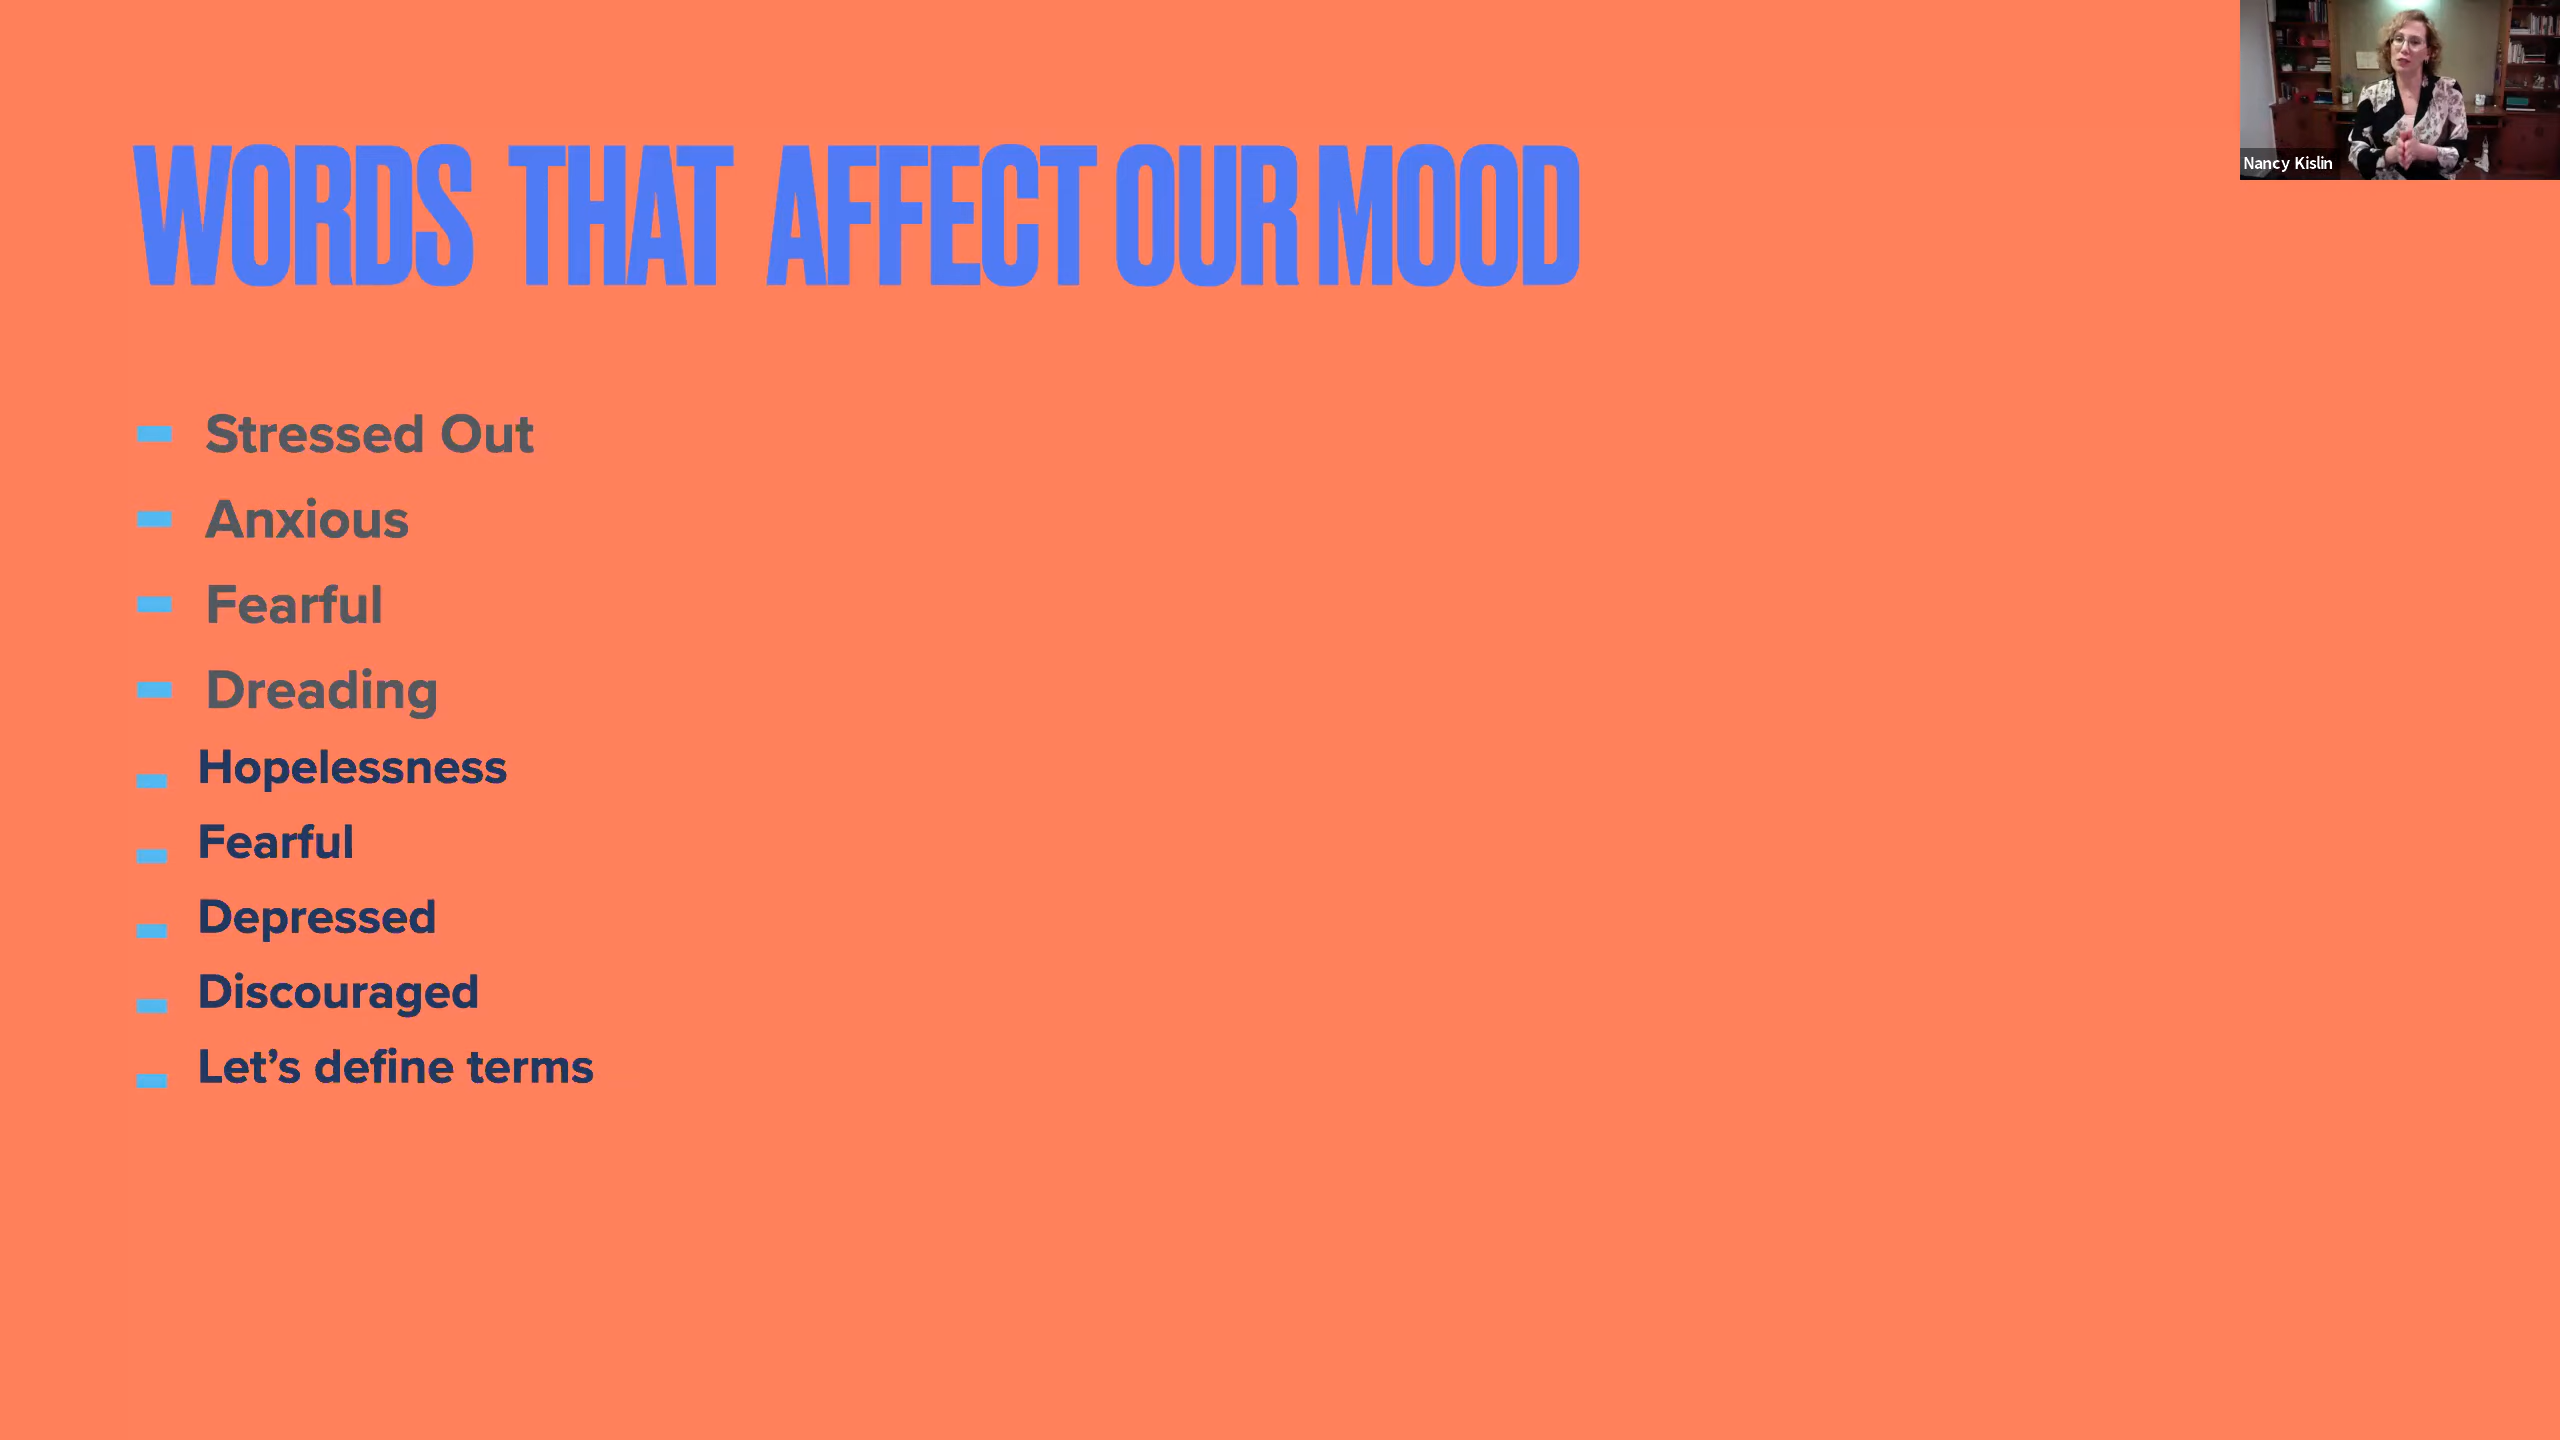 Nancy Kislin
WORDS THAT AFFECT OUR MOOD
Stressed Out
Anxious
Fearful
Dreading
Hopelessness
Fearful
Depressed
Discouraged
Let’s define terms